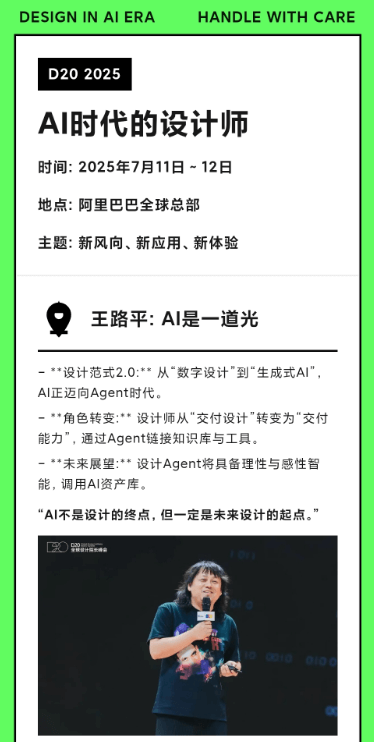 DESIGN IN AI ERA HANDLE WITH CARE
D20 2025
AI时代的设计师
时间: 2025年7月11日 ~ 12日
地点: 阿里巴巴全球总部
主题: 新风向、新应用、新体验
王路平: AI是一道光
- **设计范式2.0:** 从“数字设计”到“生成式AI”,
AI正迈向Agent时代。
- **角色转变:** 设计师从“交付设计”转变为“交付
能力”, 通过Agent链接知识库与工具。
- **未来展望:** 设计Agent将具备理性与感性智
能, 调用AI资产库。
“AI不是设计的终点, 但一定是未来设计的起点。”
D20 D20